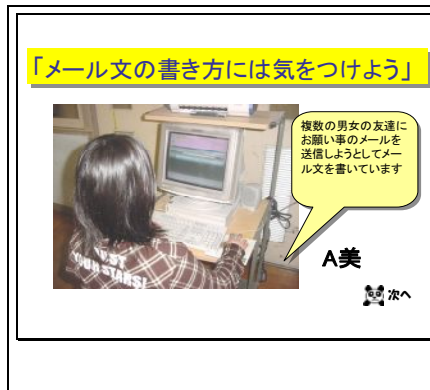 「メール文の書き方には気をつけよう」
複数の男女の友達に
お願い事のメールを
送信しようとしてメー
ル文を書いています
YOUR STARS!
A美
次へ